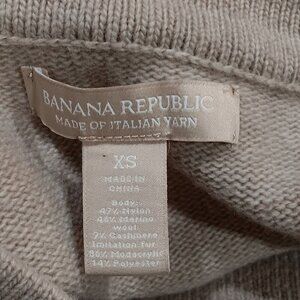 BANANA REPUBLIC
MADE OF ITALIAN YARN
XS
MADE IN
CHINA
Body:
47% Nylon
44% Merino
wool
9% Cashmere
Imitation fur
86% Modacrylic
14% Polyester